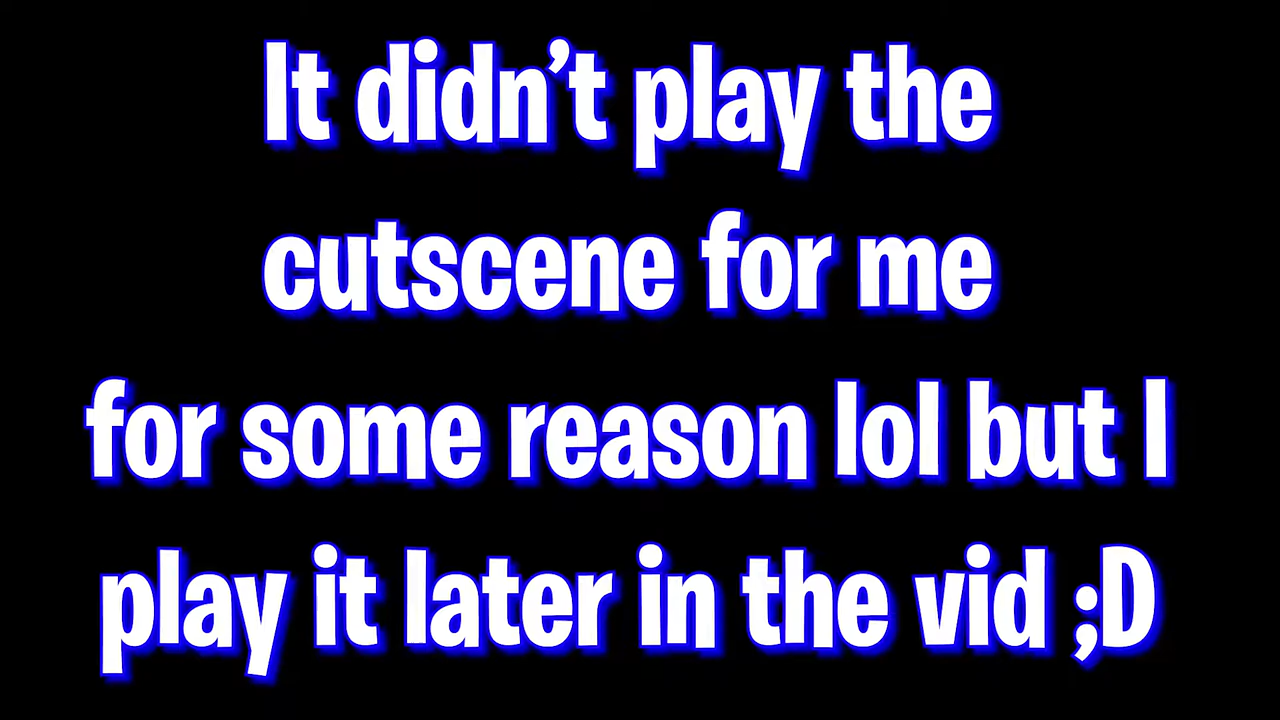 It didn’t play the
cutscene for me
for some reason lol but I
play it later in the vid ;D